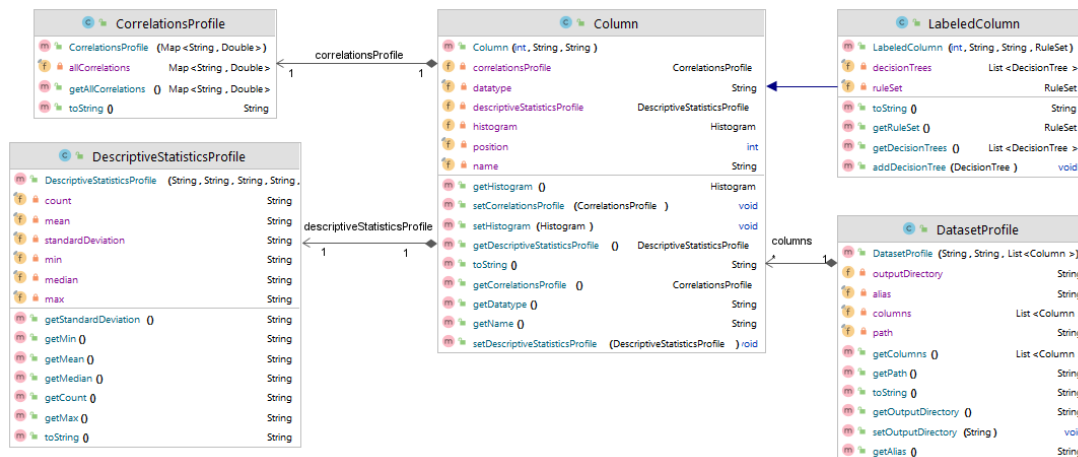 CorrelationsProfile
CorrelationsProfile (Map<String, Double>)
allCorrelations Map<String, Double>
getAllCorrelations () Map<String, Double>
toString () String
correlationsProfile
1 1
DescriptiveStatisticsProfile
DescriptiveStatisticsProfile (String, String, String, String,
count String
mean String
standardDeviation String
min String
median String
max String
getStandardDeviation () String
getMin () String
getMean () String
getMedian () String
getCount () String
getMax () String
toString () String
descriptiveStatisticsProfile
1 1
Column
Column (int, String, String)
correlationsProfile CorrelationsProfile
datatype String
descriptiveStatisticsProfile DescriptiveStatisticsProfile
histogram Histogram
position int
name String
getHistogram () Histogram
setCorrelationsProfile (CorrelationsProfile) void
setHistogram (Histogram) void
getDescriptiveStatisticsProfile () DescriptiveStatisticsProfile
toString () String
getCorrelationsProfile () CorrelationsProfile
getDatatype () String
getName () String
setDescriptiveStatisticsProfile (DescriptiveStatisticsProfile) void
columns
* 1
LabeledColumn
LabeledColumn (int, String, String, RuleSet)
decisionTrees List<DecisionTree>
ruleSet RuleSet
toString () String
getRuleSet () RuleSet
getDecisionTrees () List<DecisionTree>
addDecisionTree (DecisionTree) void
DatasetProfile
DatasetProfile (String, String, List<Column>)
outputDirectory String
alias String
columns List<Column
path String
getColumns () List<Column
getPath () String
toString () String
getOutputDirectory () String
setOutputDirectory (String) void
getAlias () String